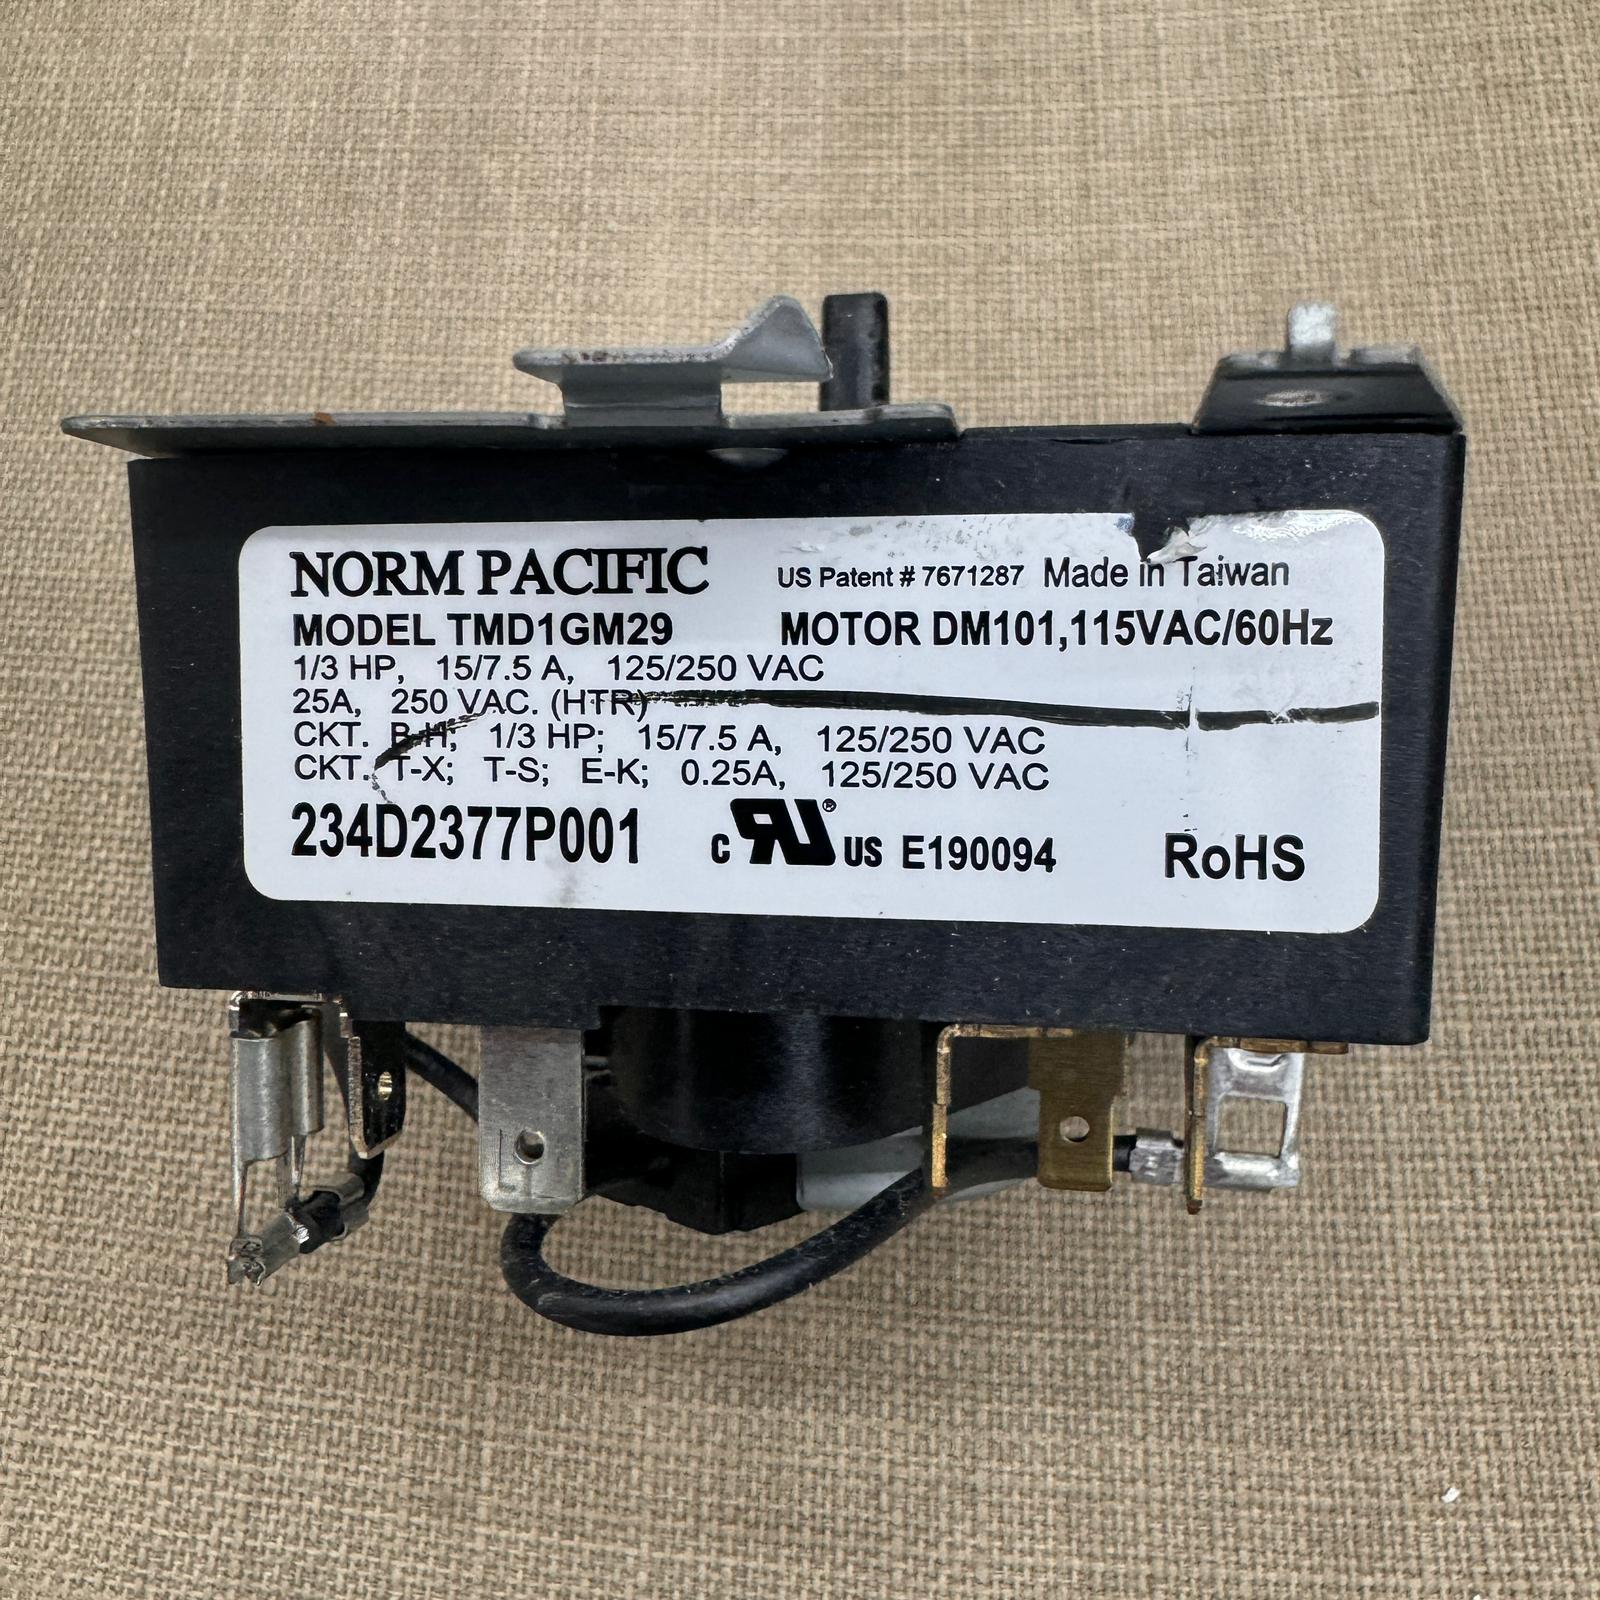 NORM PACIFIC US Patent # 7671287 Made in Taiwan
MODEL TMD1GM29 MOTOR DM101,115VAC/60Hz
1/3 HP, 15/7.5 A, 125/250 VAC
25A, 250 VAC. (HTR)
CKT. B-H; 1/3 HP; 15/7.5 A, 125/250 VAC
CKT. T-X; T-S; E-K; 0.25A, 125/250 VAC
234D2377P001 c RU ® US E190094 RoHS